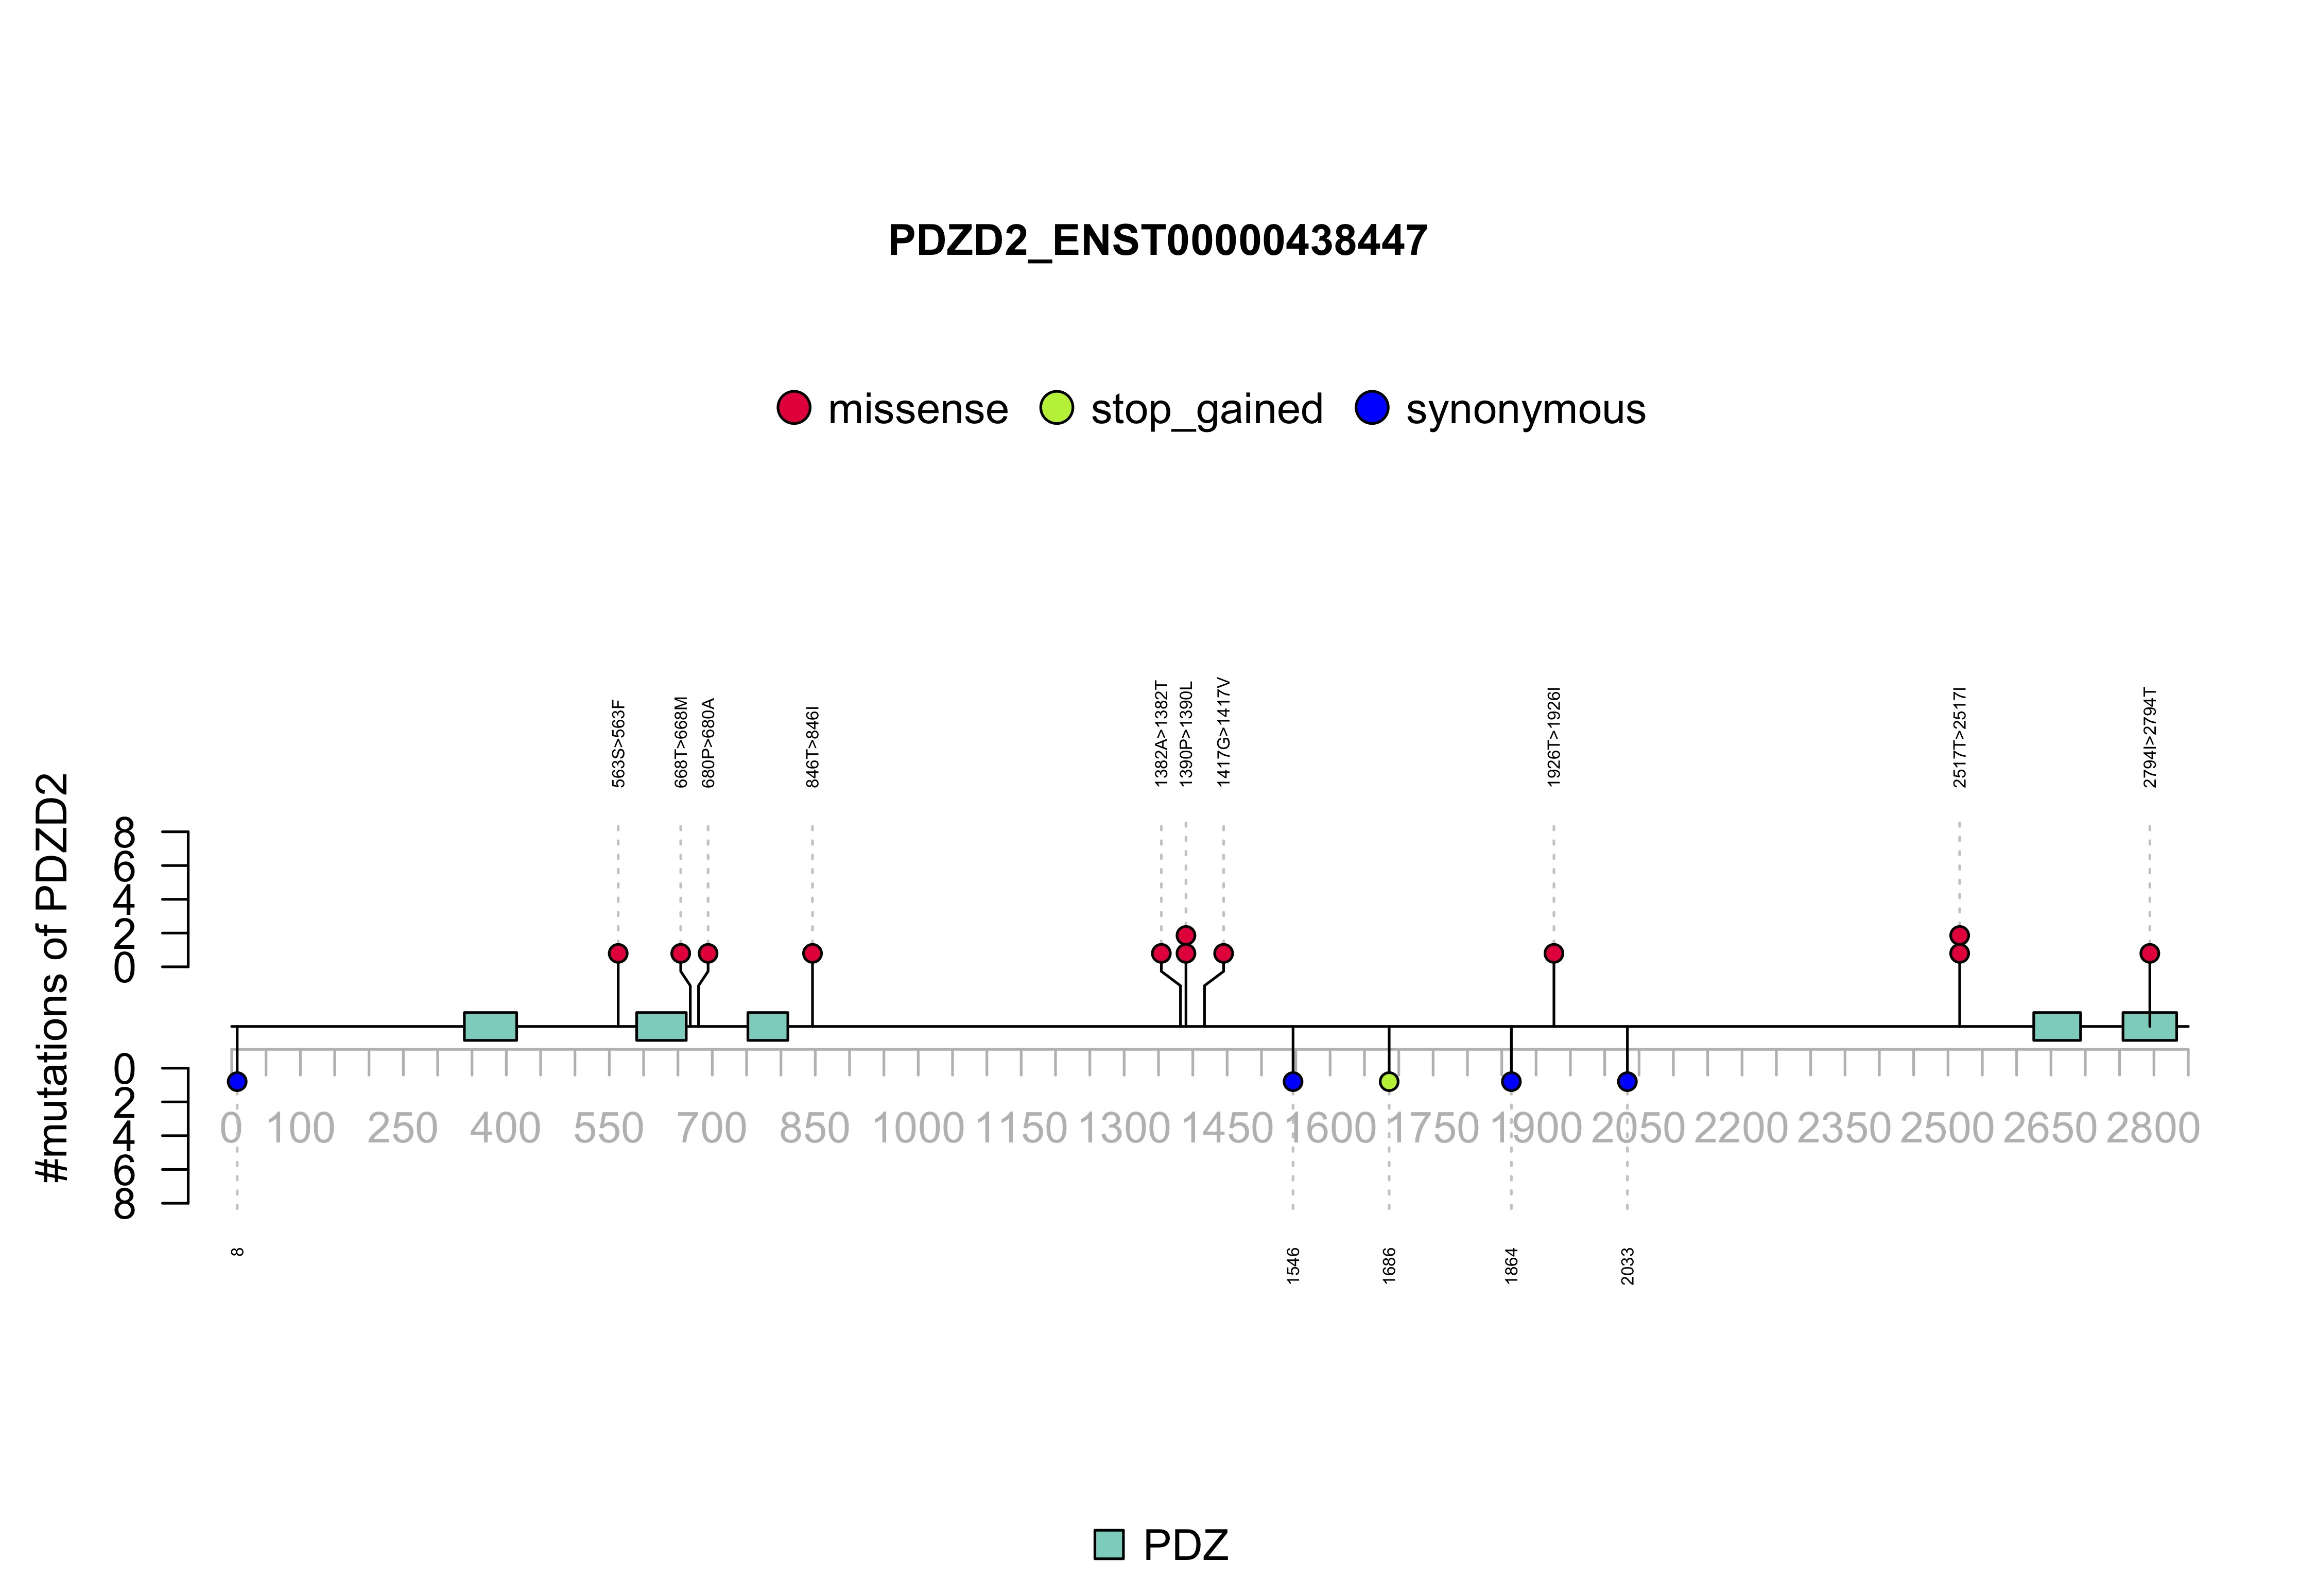 PDZD2_ENST00000438447
missense stop_gained synonymous
563S>563F
668T>668M
680P>680A
846T>846I
1382A>1382T
1390P>1390L
1417G>1417V
1926T>1926I
2517T>2517I
2794I>2794T
#mutations of PDZD2
8
6
4
2
0
0
2
4
6
8
0 100 250 400 550 700 850 1000 1150 1300 1450 1600 1750 1900 2050 2200 2350 2500 2650 2800
8
1546
1686
1864
2033
PDZ